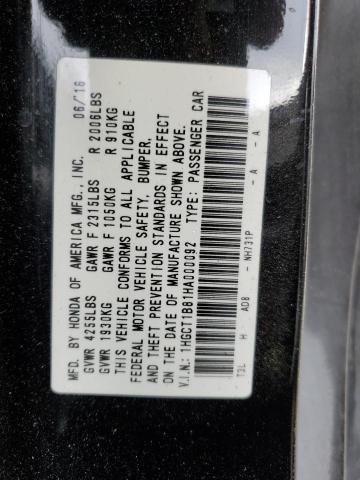 MFD. BY HONDA OF AMERICA MFG., INC. 06/16
GVWR 4255LBS GAWR F 2315LBS R 2006LBS
GVWR 1930KG GAWR F 1050KG R 910KG
THIS VEHICLE CONFORMS TO ALL APPLICABLE
FEDERAL MOTOR VEHICLE SAFETY, BUMPER,
AND THEFT PREVENTION STANDARDS IN EFFECT
ON THE DATE OF MANUFACTURE SHOWN ABOVE.
V.I.N.: 1HGCT1B81HA000092 TYPE: PASSENGER CAR
T3L H AD8 - NH731P - A - A